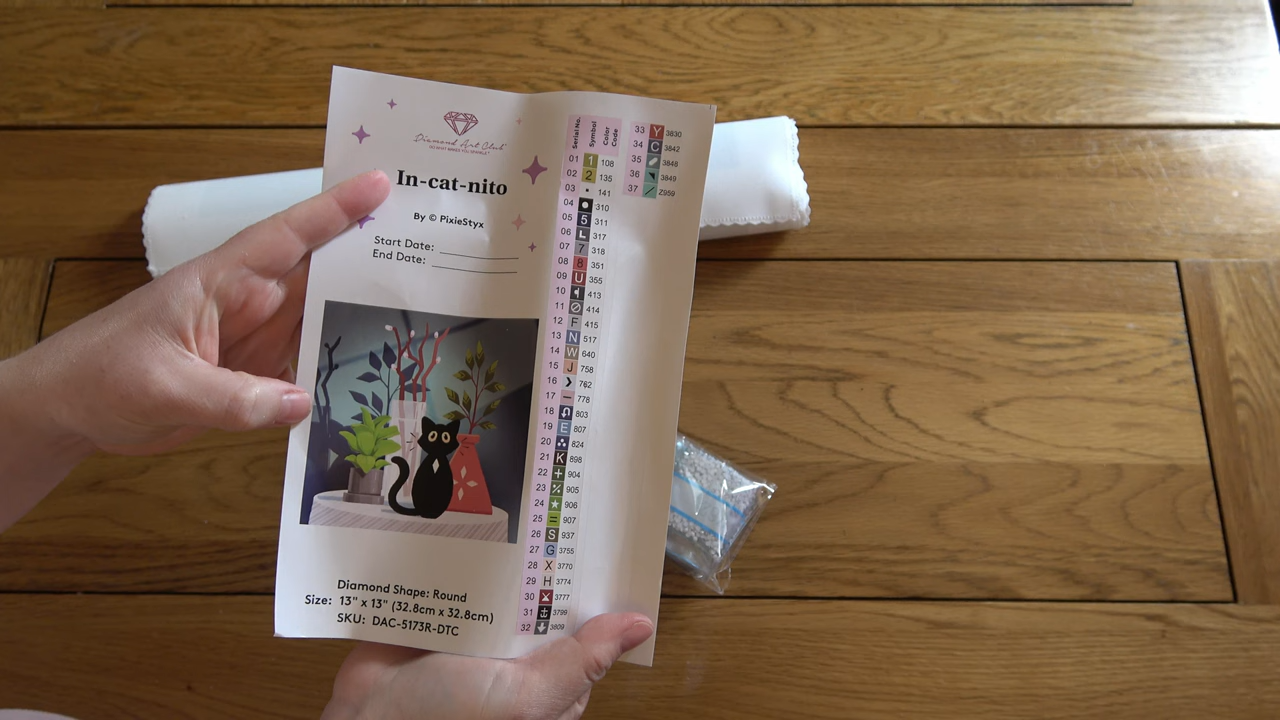 Diamond Art Club
DO WHAT MAKES YOU SPARKLE
In-cat-nito
By © PixieStyx
Start Date:
End Date:
Diamond Shape: Round
Size: 13" x 13" (32.8cm x 32.8cm)
SKU: DAC-5173R-DTC
Serial No. Symbol Color Code
01 1 108
02 2 135
03 • 141
04 ● 310
05 5 311
06 L 317
07 7 318
08 8 351
09 U 355
10 413
11 ⊘ 414
12 F 415
13 N 517
14 W 640
15 J 758
16 ❯ 762
17 — 778
18 803
19 E 807
20 824
21 K 898
22 + 904
23 905
24 ★ 906
25 = 907
26 S 937
27 G 3755
28 X 3770
29 H 3774
30 3777
31 3799
32 3809
33 Y 3830
34 C 3842
35 3848
36 3849
37 / Z959